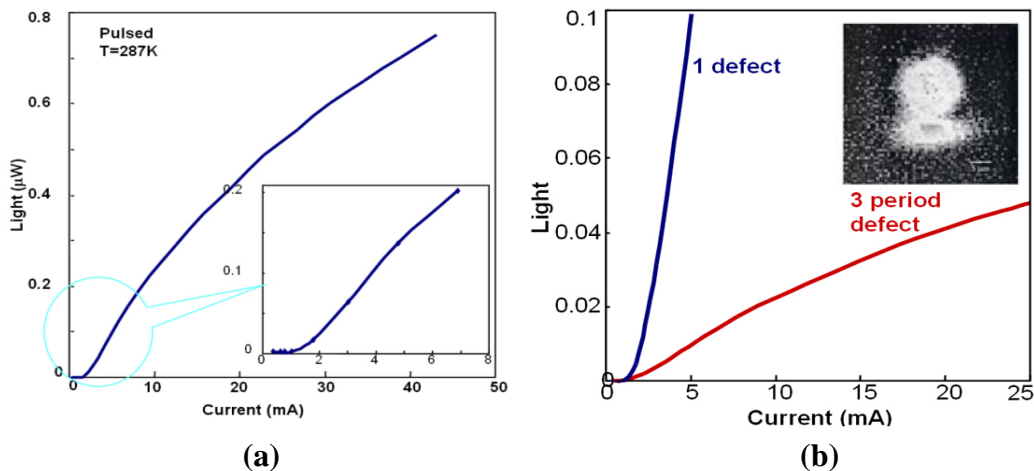 0.8
Pulsed
T=287K
0.6
0.4
0.2
0
Light (μW)
0 10 20 30 40 50
Current (mA)
0.2
0.1
0
0 2 4 6 8
(a)
0.1
0.08
0.06
0.04
0.02
0
Light
1 defect
3 period
defect
0 5 10 15 20 25
Current (mA)
(b)